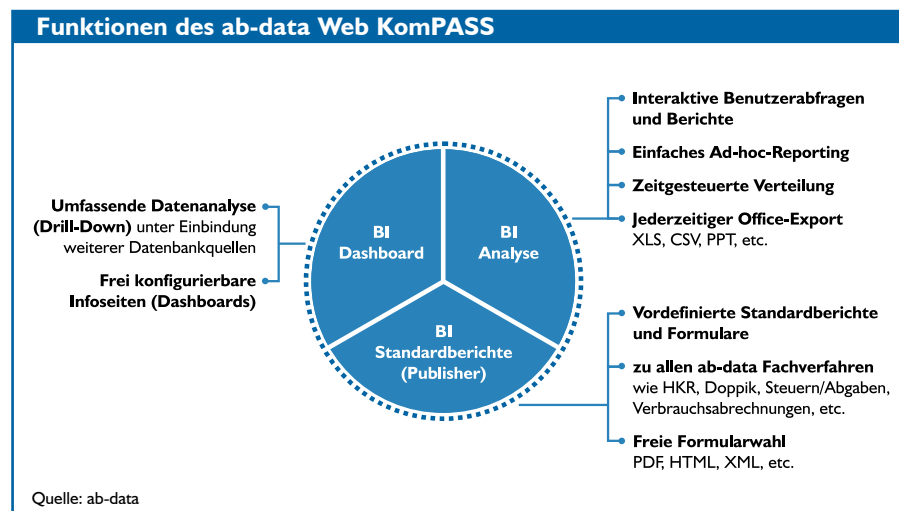 Funktionen des ab-data Web KomPASS
Umfassende Datenanalyse
(Drill-Down) unter Einbindung
weiterer Datenbankquellen
Frei konfigurierbare
Infoseiten (Dashboards)
BI
Dashboard
BI
Analyse
BI
Standardberichte
(Publisher)
Interaktive Benutzerabfragen
und Berichte
Einfaches Ad-hoc-Reporting
Zeitgesteuerte Verteilung
Jederzeitiger Office-Export
XLS, CSV, PPT, etc.
Vordefinierte Standardberichte
und Formulare
zu allen ab-data Fachverfahren
wie HKR, Doppik, Steuern/Abgaben,
Verbrauchsabrechnungen, etc.
Freie Formularwahl
PDF, HTML, XML, etc.
Quelle: ab-data